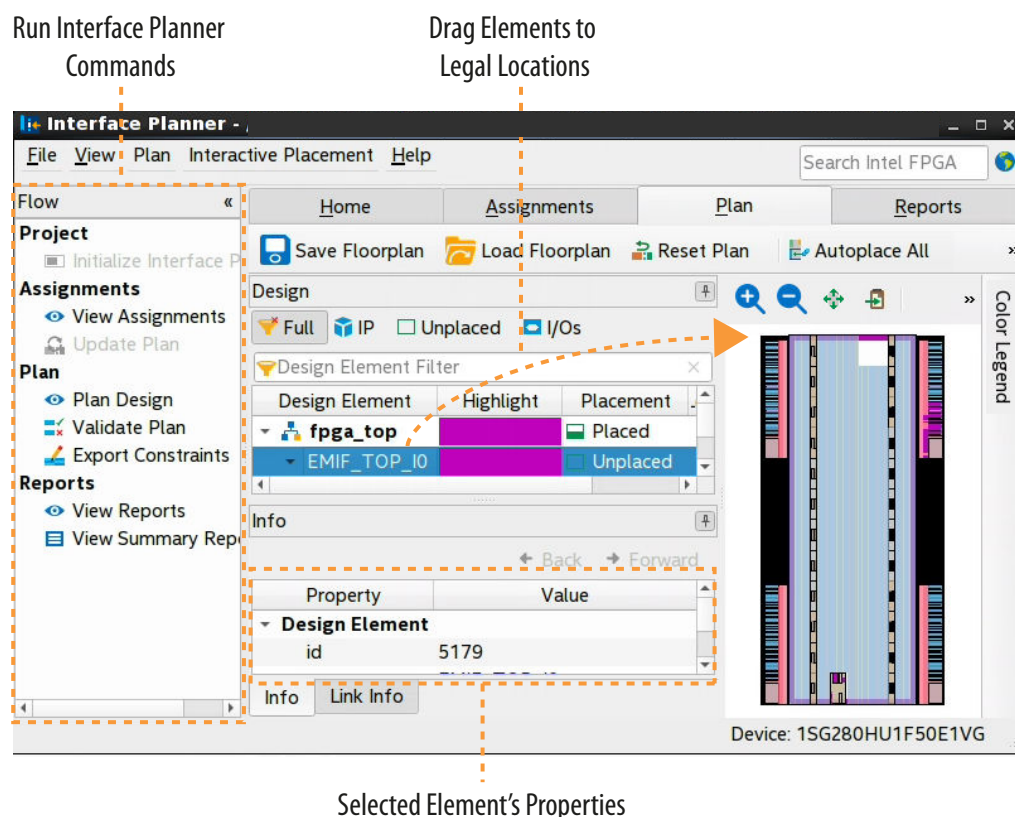 Run Interface Planner
Commands
Drag Elements to
Legal Locations
Interface Planner -
File View Plan Interactive Placement Help
Search Intel FPGA
Flow «
Home Assignments Plan Reports
Project
Initialize Interface P
Save Floorplan Load Floorplan Reset Plan Autoplace All »
Assignments
View Assignments
Update Plan
Plan
Plan Design
Validate Plan
Export Constraints
Reports
View Reports
View Summary Rep
Design
Full IP Unplaced I/Os
Design Element Filter
Design Element Highlight Placement
fpga_top Placed
EMIF_TOP_I0 Unplaced
Info
Back Forward
Property Value
Design Element
id 5179
Info Link Info
»
Color Legend
Device: 1SG280HU1F50E1VG
Selected Element's Properties